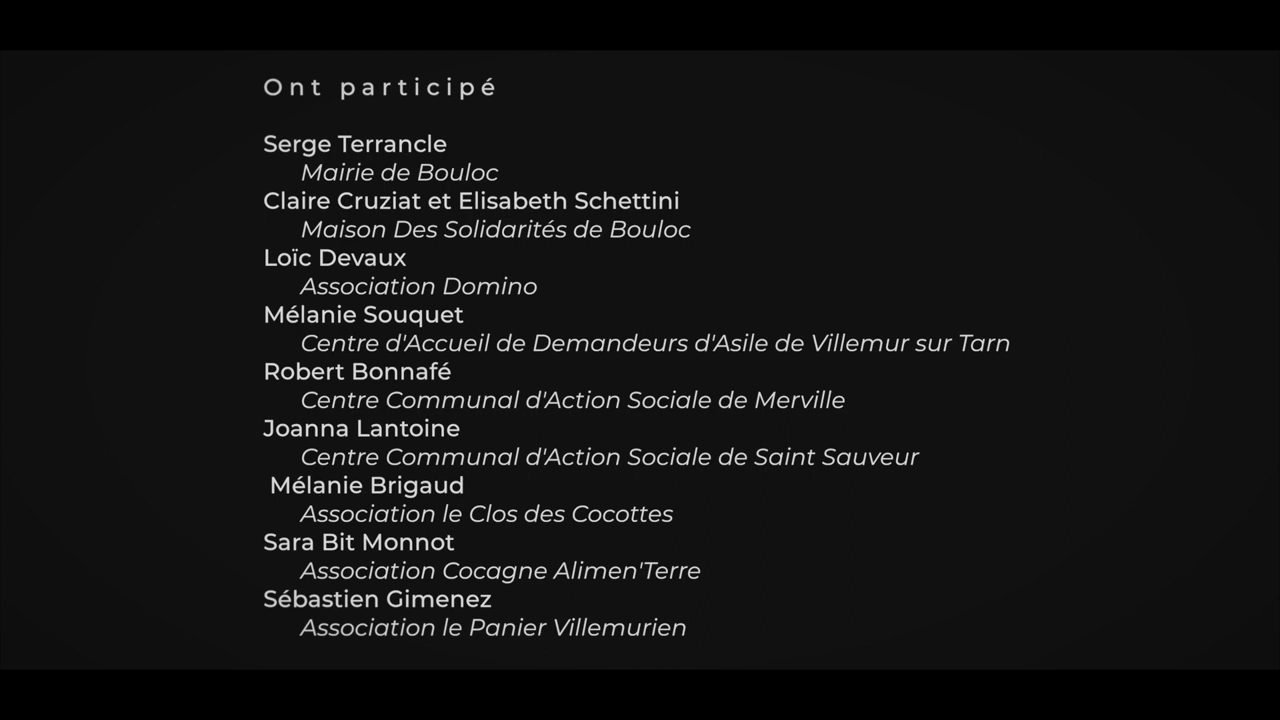 Ont participé
Serge Terrancle
Mairie de Bouloc
Claire Cruziat et Elisabeth Schettini
Maison Des Solidarités de Bouloc
Loïc Devaux
Association Domino
Mélanie Souquet
Centre d'Accueil de Demandeurs d'Asile de Villemur sur Tarn
Robert Bonnafé
Centre Communal d'Action Sociale de Merville
Joanna Lantoine
Centre Communal d'Action Sociale de Saint Sauveur
Mélanie Brigaud
Association le Clos des Cocottes
Sara Bit Monnot
Association Cocagne Alimen'Terre
Sébastien Gimenez
Association le Panier Villemurien